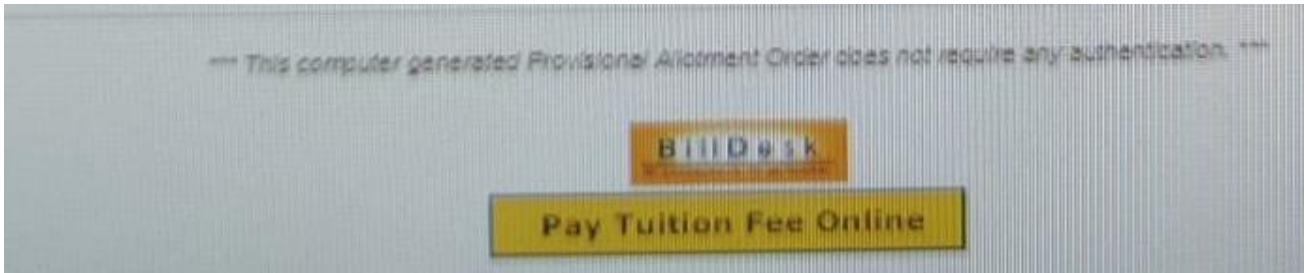 *** This computer generated Provisional Allotment Order does not require any authentication. ***
BillDesk
Pay Tuition Fee Online